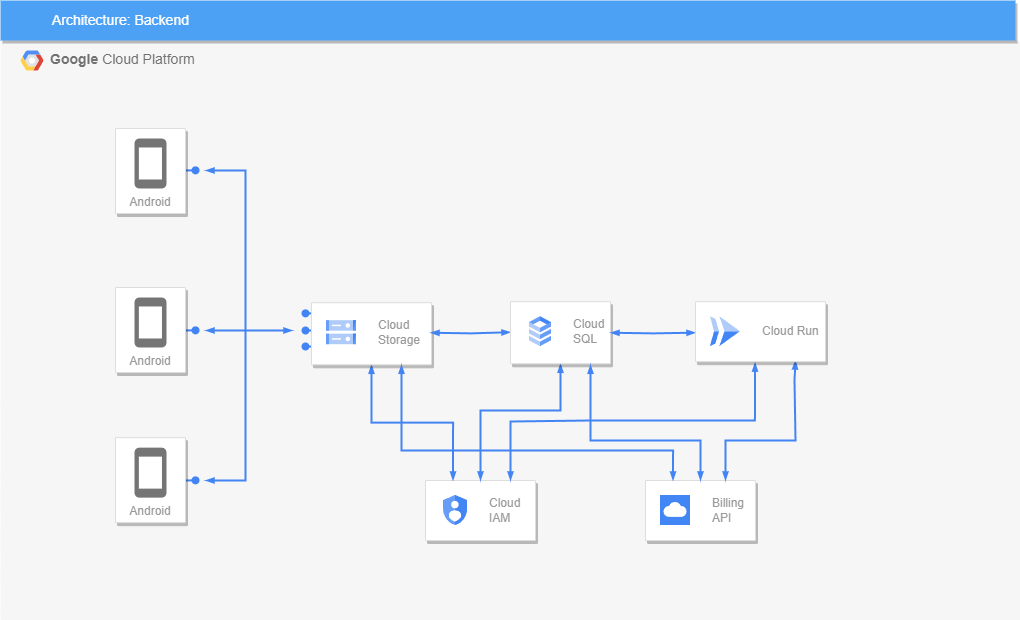 Architecture: Backend
Google Cloud Platform
Android
Android
Android
Cloud
Storage
Cloud
SQL
Cloud Run
Cloud
IAM
Billing
API